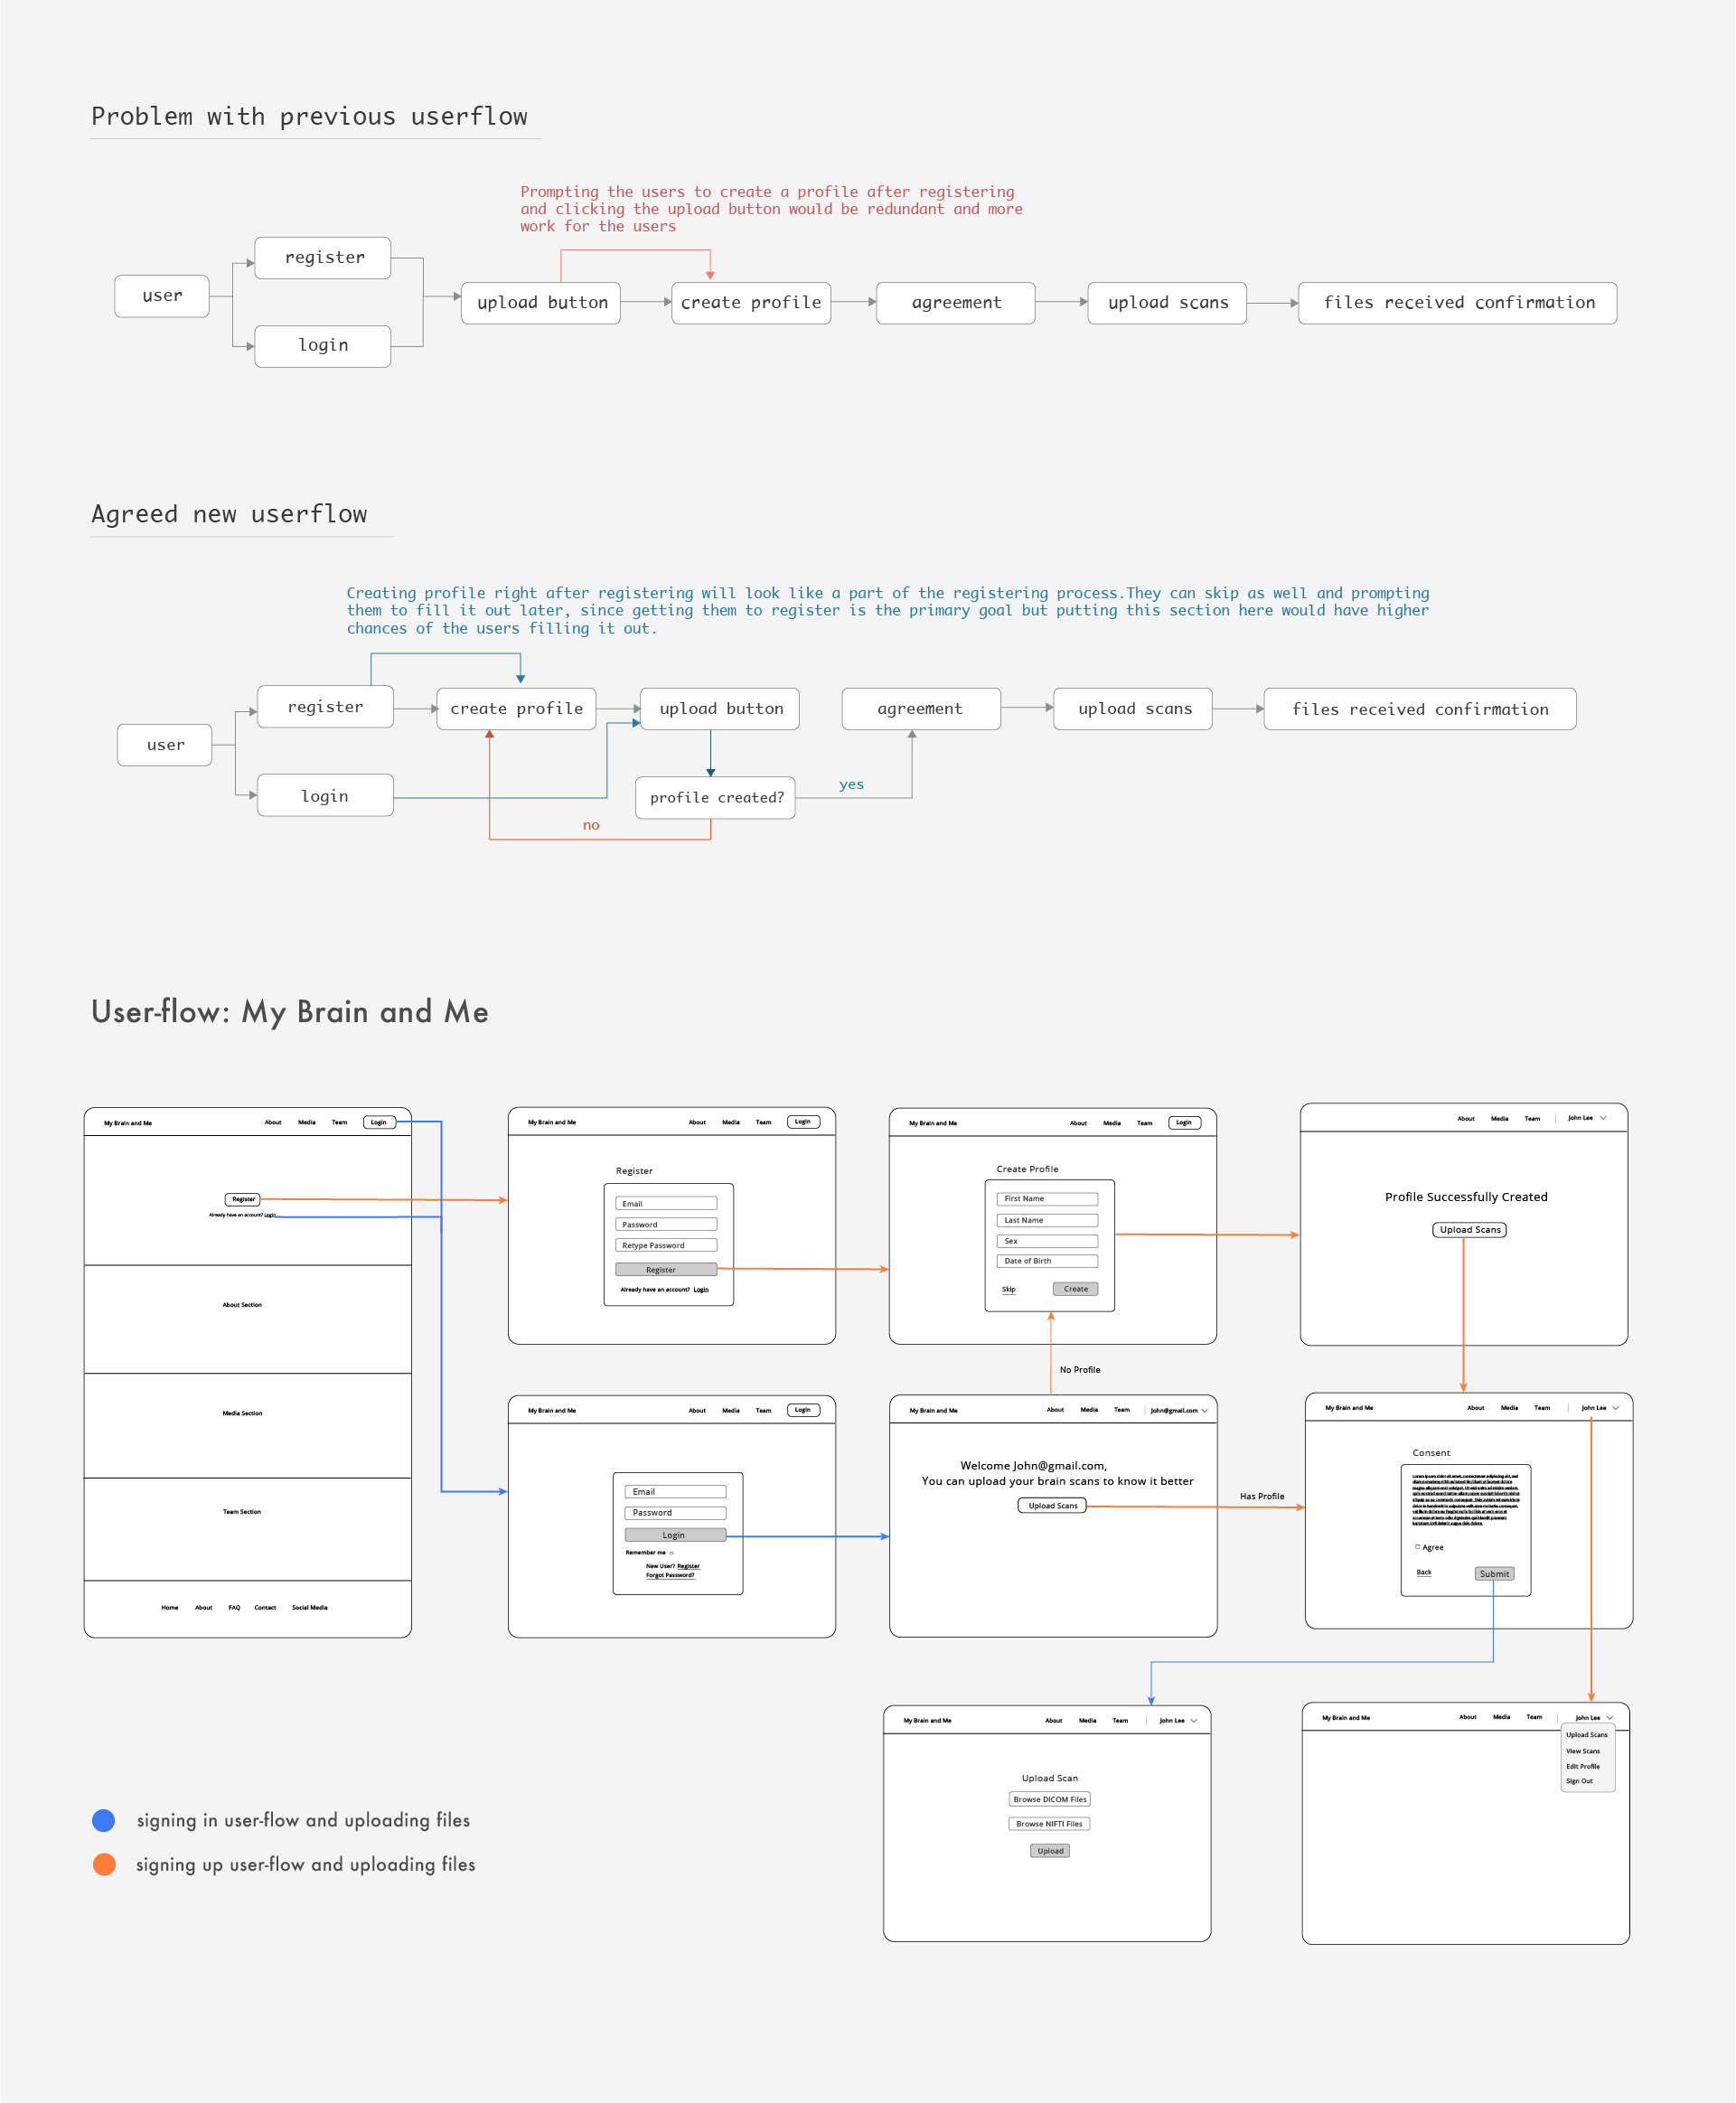 Problem with previous userflow
Prompting the users to create a profile after registering
and clicking the upload button would be redundant and more
work for the users
user
register
login
upload button
create profile
agreement
upload scans
files received confirmation
Agreed new userflow
Creating profile right after registering will look like a part of the registering process.They can skip as well and prompting
them to fill it out later, since getting them to register is the primary goal but putting this section here would have higher
chances of the users filling it out.
user
register
login
create profile
upload button
profile created?
yes
no
agreement
upload scans
files received confirmation
User-flow: My Brain and Me
My Brain and Me About Media Team Login
Register
Already have an account? Login
About Section
Media Section
Team Section
Home About FAQ Contact Social Media
My Brain and Me About Media Team Login
Register
Email
Password
Retype Password
Register
Already have an account? Login
My Brain and Me About Media Team Login
Create Profile
First Name
Last Name
Sex
Date of Birth
Skip Create
About Media Team John Lee
Profile Successfully Created
Upload Scans
No Profile
My Brain and Me About Media Team Login
Email
Password
Login
Remember me
New User? Register
Forgot Password?
My Brain and Me About Media Team John@gmail.com
Welcome John@gmail.com,
You can upload your brain scans to know it better
Upload Scans
Has Profile
My Brain and Me About Media Team John Lee
Consent
Agree
Back Submit
My Brain and Me About Media Team John Lee
Upload Scan
Browse DICOM Files
Browse NIFTI Files
Upload
My Brain and Me About Media Team John Lee
Upload Scans
View Scans
Edit Profile
Sign Out
signing in user-flow and uploading files
signing up user-flow and uploading files